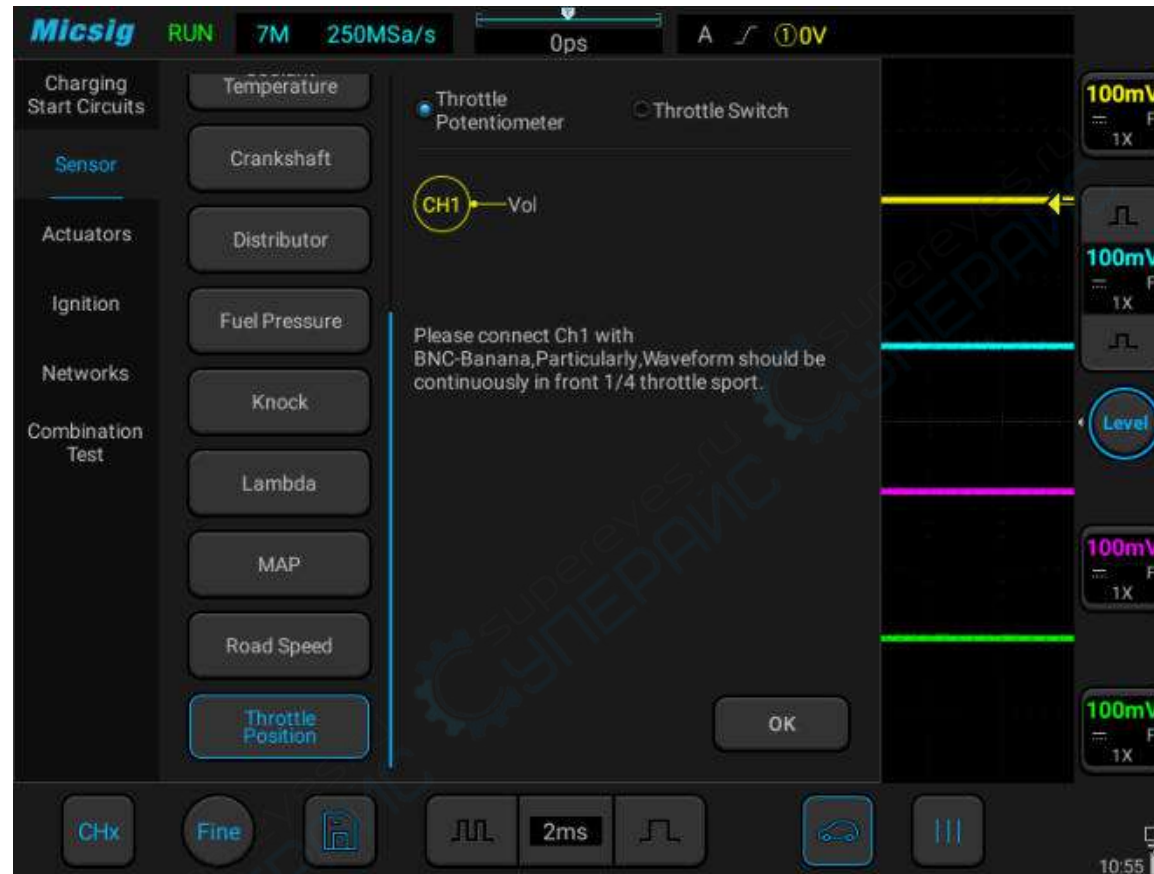 Micsig RUN 7M 250MSa/s 0ps A ①0V
Charging
Start Circuits
Sensor
Actuators
Ignition
Networks
Combination
Test
Temperature
Crankshaft
Distributor
Fuel Pressure
Knock
Lambda
MAP
Road Speed
Throttle
Position
Throttle
Potentiometer
Throttle Switch
CH1 Vol
Please connect Ch1 with
BNC-Banana,Particularly,Waveform should be
continuously in front 1/4 throttle sport.
OK
100mV
F
1X
100mV
F
1X
Level
100mV
F
1X
100mV
F
1X
CHx
Fine
2ms
10:55
supereyes.ru
СУПЕРАЙС